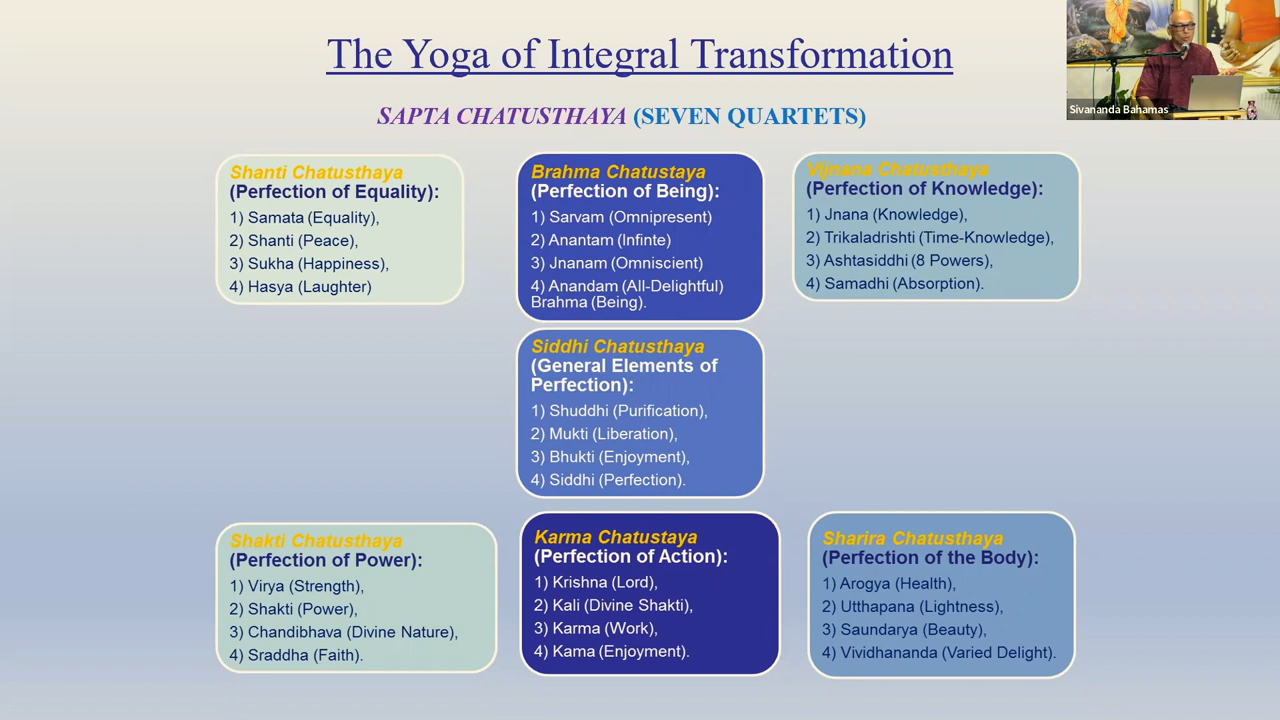 The Yoga of Integral Transformation
SAPTA CHATUSTHAYA (SEVEN QUARTETS)
Sivananda Bahamas
Shanti Chatusthaya
(Perfection of Equality):
1) Samata (Equality),
2) Shanti (Peace),
3) Sukha (Happiness),
4) Hasya (Laughter)
Brahma Chatustaya
(Perfection of Being):
1) Sarvam (Omnipresent)
2) Anantam (Infinte)
3) Jnanam (Omniscient)
4) Anandam (All-Delightful)
Brahma (Being).
Vijnana Chatusthaya
(Perfection of Knowledge):
1) Jnana (Knowledge),
2) Trikaladrishti (Time-Knowledge),
3) Ashtasiddhi (8 Powers),
4) Samadhi (Absorption).
Siddhi Chatusthaya
(General Elements of
Perfection):
1) Shuddhi (Purification),
2) Mukti (Liberation),
3) Bhukti (Enjoyment),
4) Siddhi (Perfection).
Shakti Chatusthaya
(Perfection of Power):
1) Virya (Strength),
2) Shakti (Power),
3) Chandibhava (Divine Nature),
4) Sraddha (Faith).
Karma Chatustaya
(Perfection of Action):
1) Krishna (Lord),
2) Kali (Divine Shakti),
3) Karma (Work),
4) Kama (Enjoyment).
Sharira Chatusthaya
(Perfection of the Body):
1) Arogya (Health),
2) Utthapana (Lightness),
3) Saundarya (Beauty),
4) Vividhananda (Varied Delight).